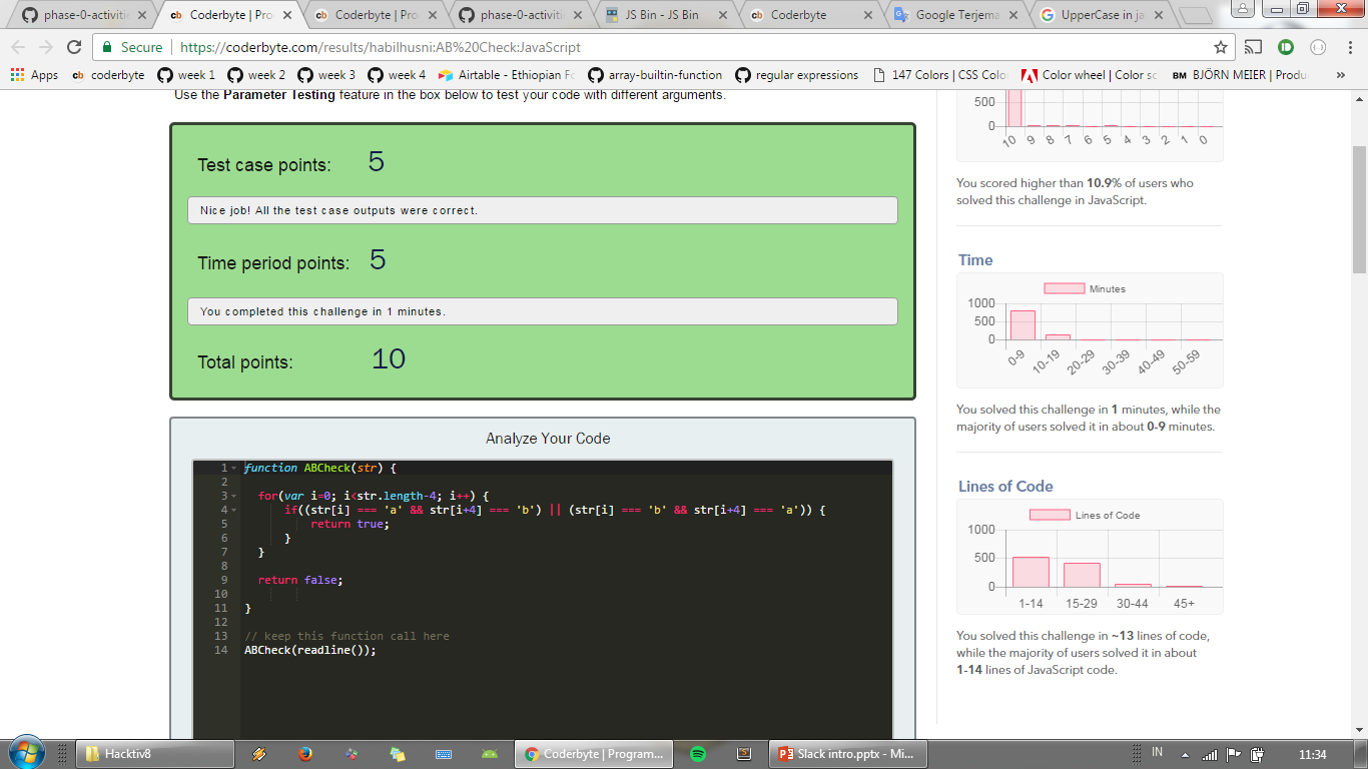 phase-0-activiti
Coderbyte | Pro
Coderbyte | Pro
phase-0-activiti
JS Bin - JS Bin
Coderbyte
Google Terjema
UpperCase in ja
Secure
https://coderbyte.com/results/habilhusni:AB%20Check:JavaScript
Apps
coderbyte
week 1
week 2
week 3
week 4
Airtable - Ethiopian Fo
array-builtin-function
regular expressions
147 Colors | CSS Colo
Color wheel | Color sc
BM BJÖRN MEIER | Produ
»
Use the Parameter Testing feature in the box below to test your code with different arguments.
Test case points: 5
Nice job! All the test case outputs were correct.
Time period points: 5
You completed this challenge in 1 minutes.
Total points: 10
Analyze Your Code
1 function ABCheck(str) {
2
3 for(var i=0; i<str.length-4; i++) {
4 if((str[i] === 'a' && str[i+4] === 'b') || (str[i] === 'b' && str[i+4] === 'a')) {
5 return true;
6 }
7 }
8
9 return false;
10
11 }
12
13 // keep this function call here
14 ABCheck(readline());
500
0
10 9 8 7 6 5 4 3 2 1 0
You scored higher than 10.9% of users who
solved this challenge in JavaScript.
Time
Minutes
1000
500
0
0-9 10-19 20-29 30-39 40-49 50-59
You solved this challenge in 1 minutes, while the
majority of users solved it in about 0-9 minutes.
Lines of Code
Lines of Code
1000
500
0
1-14 15-29 30-44 45+
You solved this challenge in ~13 lines of code,
while the majority of users solved it in about
1-14 lines of JavaScript code.
Hacktiv8
Coderbyte | Program...
Slack intro.pptx - Mi...
IN
11:34